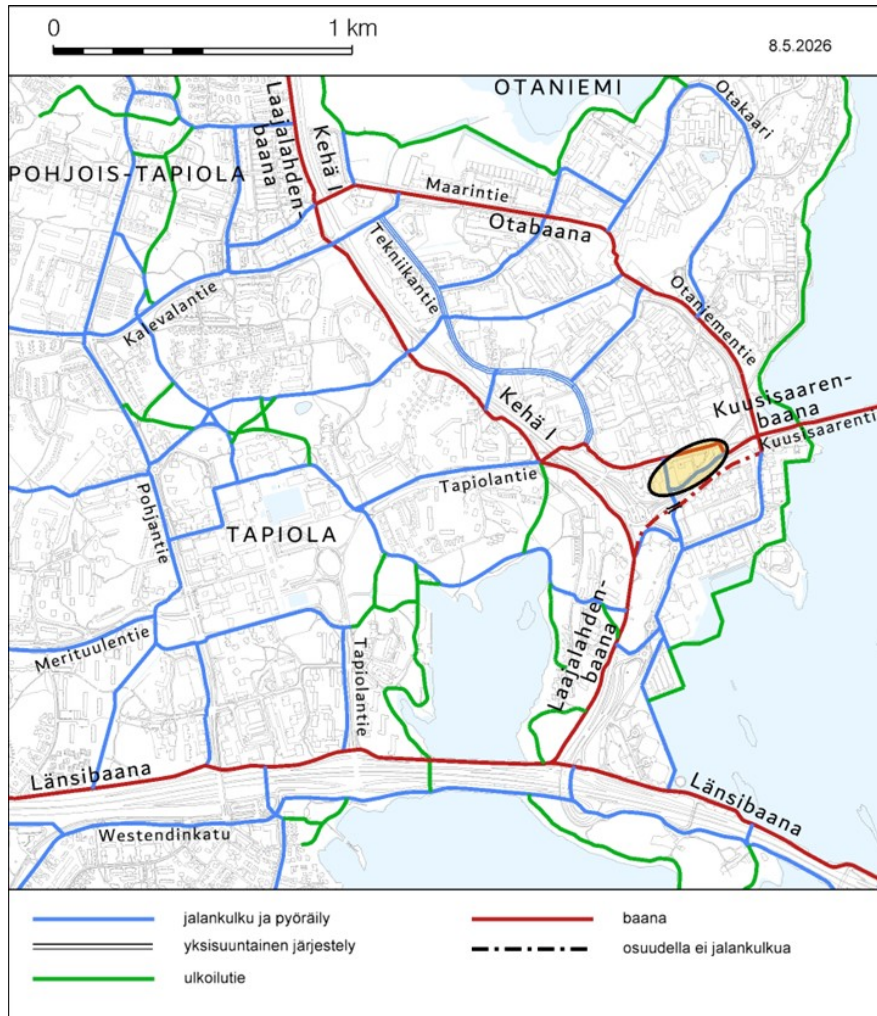 0 1 km
8.5.2026
OTANIEMI
Otakaari
Laajalahden-
baana
Kehä I
POHJOIS-TAPIOLA
Maarintie
Otabaana
Tekniikantie
Kalevalantie
Otaniementie
Kuusisaaren-
baana
Kuusisaarenti
Kehä I
Tapiolantie
Pohjantie
TAPIOLA
Laajalahden-
baana
Merituulentie
Tapiolantie
Länsibaana
Länsibaana
Westendinkatu
jalankulku ja pyöräily
baana
yksisuuntainen järjestely
osuudella ei jalankulkua
ulkoilutie